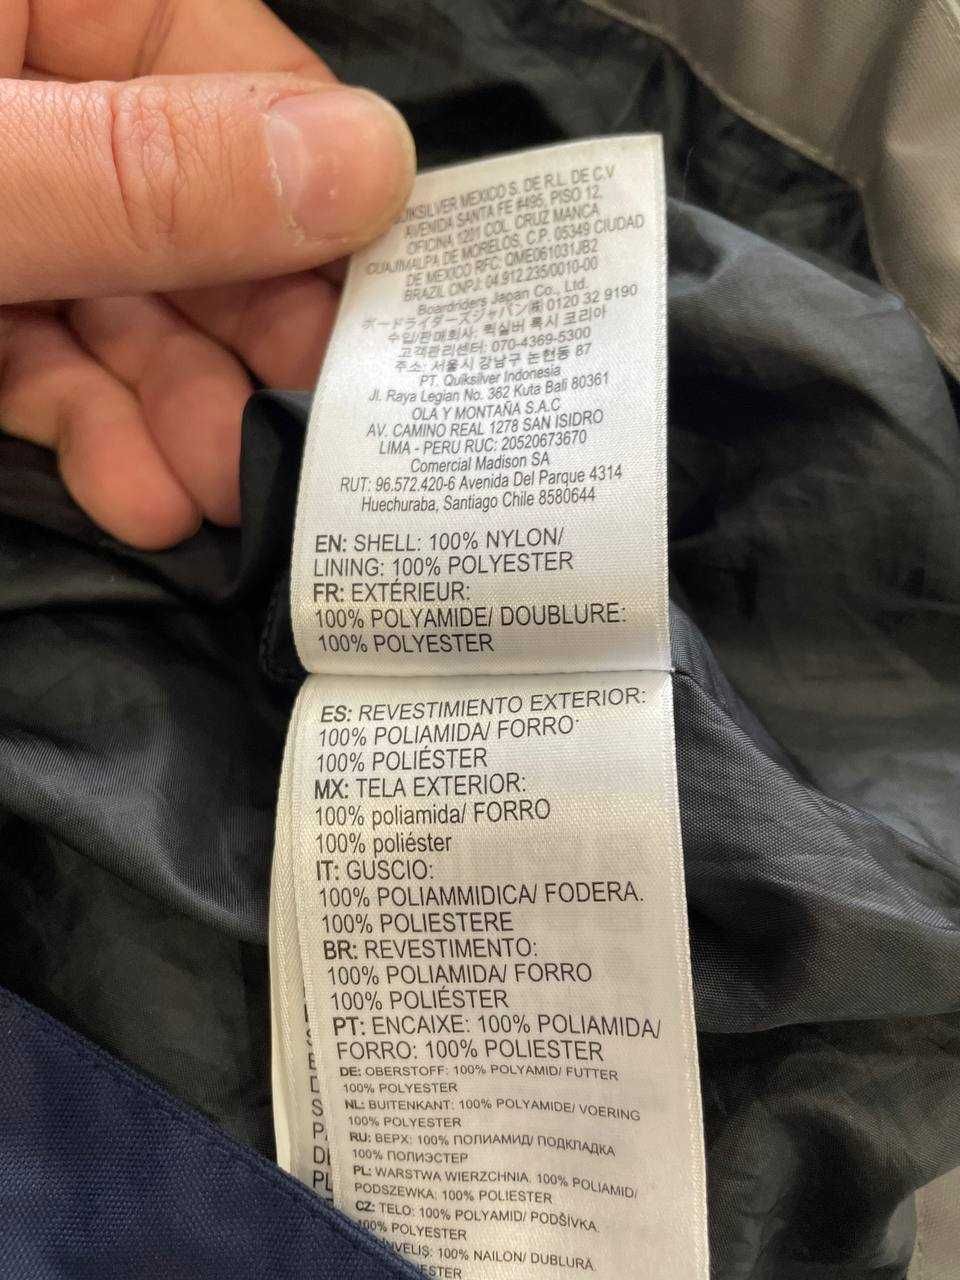 UIKSILVER MEXICO S. DE R.L. DE C.V
AVENIDA SANTA FE #495, PISO 12,
OFICINA 1201 COL. CRUZ MANCA
CUAJIMALPA DE MORELOS, C.P. 05349 CIUDAD
DE MEXICO RFC: QME061031JB2
BRAZIL CNPJ: 04.912.235/0010-00
Boardriders Japan Co., Ltd.
ボードライダーズジャパン㈱ 0120 32 9190
수입/판매회사: 퀵실버 록시 코리아
고객관리센터: 070-4369-5300
주소: 서울시 강남구 논현동 87
PT. Quiksilver Indonesia
Jl. Raya Legian No. 362 Kuta Bali 80361
OLA Y MONTAÑA S.A.C
AV. CAMINO REAL 1278 SAN ISIDRO
LIMA - PERU RUC: 20520673670
Comercial Madison SA
RUT: 96.572.420-6 Avenida Del Parque 4314
Huechuraba, Santiago Chile 8580644
EN: SHELL: 100% NYLON/
LINING: 100% POLYESTER
FR: EXTÉRIEUR:
100% POLYAMIDE/ DOUBLURE:
100% POLYESTER
ES: REVESTIMIENTO EXTERIOR:
100% POLIAMIDA/ FORRO:
100% POLIÉSTER
MX: TELA EXTERIOR:
100% poliamida/ FORRO
100% poliéster
IT: GUSCIO:
100% POLIAMMIDICA/ FODERA.
100% POLIESTERE
BR: REVESTIMENTO:
100% POLIAMIDA/ FORRO
100% POLIÉSTER
PT: ENCAIXE: 100% POLIAMIDA/
FORRO: 100% POLIESTER
DE: OBERSTOFF: 100% POLYAMID/ FUTTER
100% POLYESTER
NL: BUITENKANT: 100% POLYAMIDE/ VOERING
100% POLYESTER
RU: ВЕРХ: 100% ПОЛИАМИД/ ПОДКЛАДКА
100% ПОЛИЭСТЕР
PL: WARSTWA WIERZCHNIA. 100% POLIAMID/
PODSZEWKA: 100% POLIESTER
CZ: TELO: 100% POLYAMID/ PODŠÍVKA.
100% POLYESTER
NVELIŞ: 100% NAILON/ DUBLURĂ.
ESTER